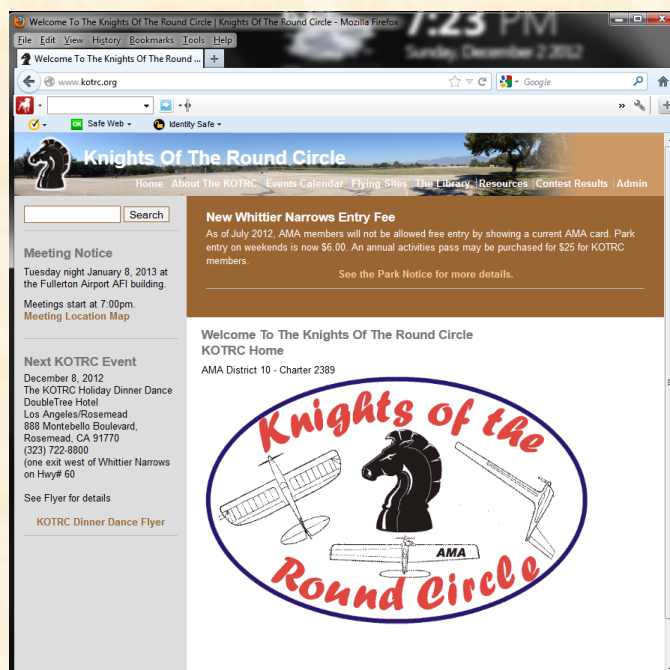 Welcome To The Knights Of The Round Circle | Knights Of The Round Circle - Mozilla Firefox
7:23 PM
Sunday, December 2 2012
File Edit View History Bookmarks Tools Help
Welcome To The Knights Of The Round ...
www.kotrc.org
Google
OK Safe Web
Identity Safe
Knights Of The Round Circle
Home About The KOTRC Events Calendar Flying Sites The Library Resources Contest Results Admin
Search
Meeting Notice
Tuesday night January 8, 2013 at
the Fullerton Airport AFI building.
Meetings start at 7:00pm.
Meeting Location Map
Next KOTRC Event
December 8, 2012
The KOTRC Holiday Dinner Dance
DoubleTree Hotel
Los Angeles/Rosemead
888 Montebello Boulevard,
Rosemead, CA 91770
(323) 722-8800
(one exit west of Whittier Narrows
on Hwy# 60
See Flyer for details
KOTRC Dinner Dance Flyer
New Whittier Narrows Entry Fee
As of July 2012, AMA members will not be allowed free entry by showing a current AMA card. Park
entry on weekends is now $6.00. An annual activities pass may be purchased for $25 for KOTRC
members.
See the Park Notice for more details.
Welcome To The Knights Of The Round Circle
KOTRC Home
AMA District 10 - Charter 2389
Knights of the
AMA
Round Circle